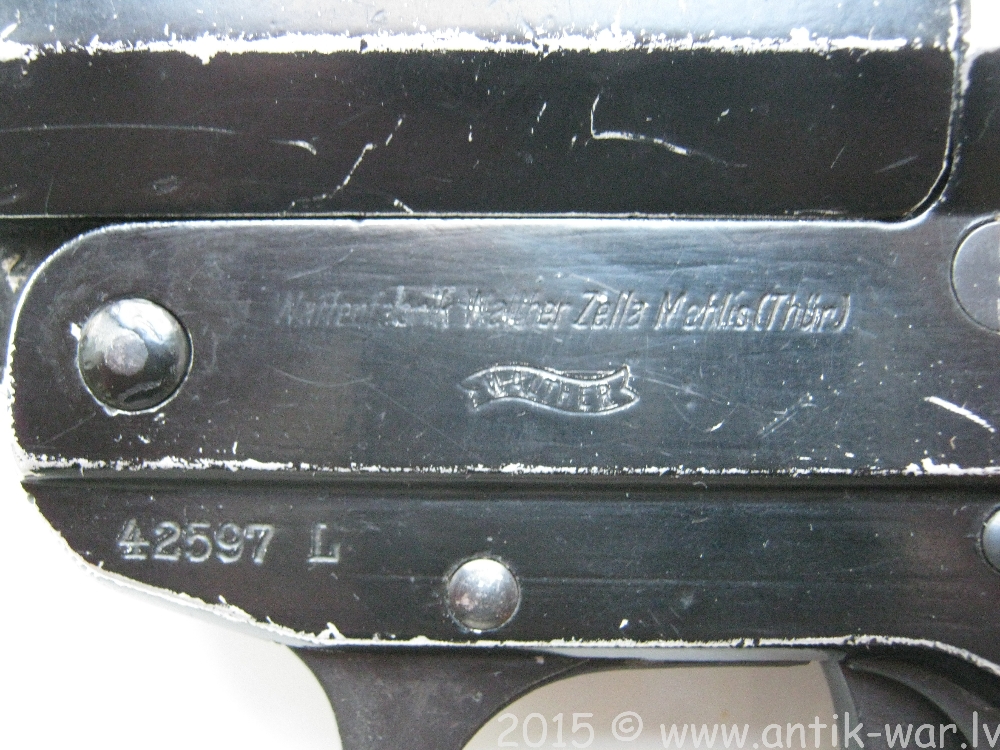 Waffenfabrik Walther Zella Mehlis (Thür.)
WALTHER
42597 L
2015 © www.antik-war.lv